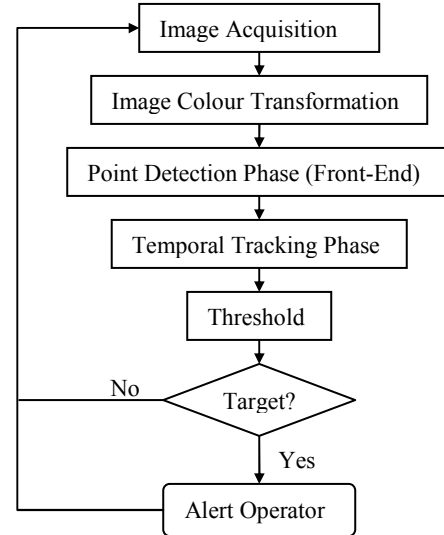 Image Acquisition
Image Colour Transformation
Point Detection Phase (Front-End)
Temporal Tracking Phase
Threshold
No
Target?
Yes
Alert Operator